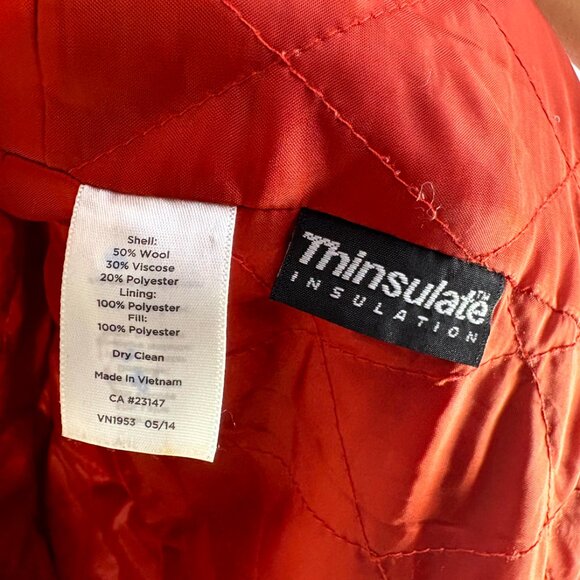 Shell:
50% Wool
30% Viscose
20% Polyester
Lining:
100% Polyester
Fill:
100% Polyester
Dry Clean
Made In Vietnam
CA #23147
VN1953 05/14
Thinsulate™
INSULATION